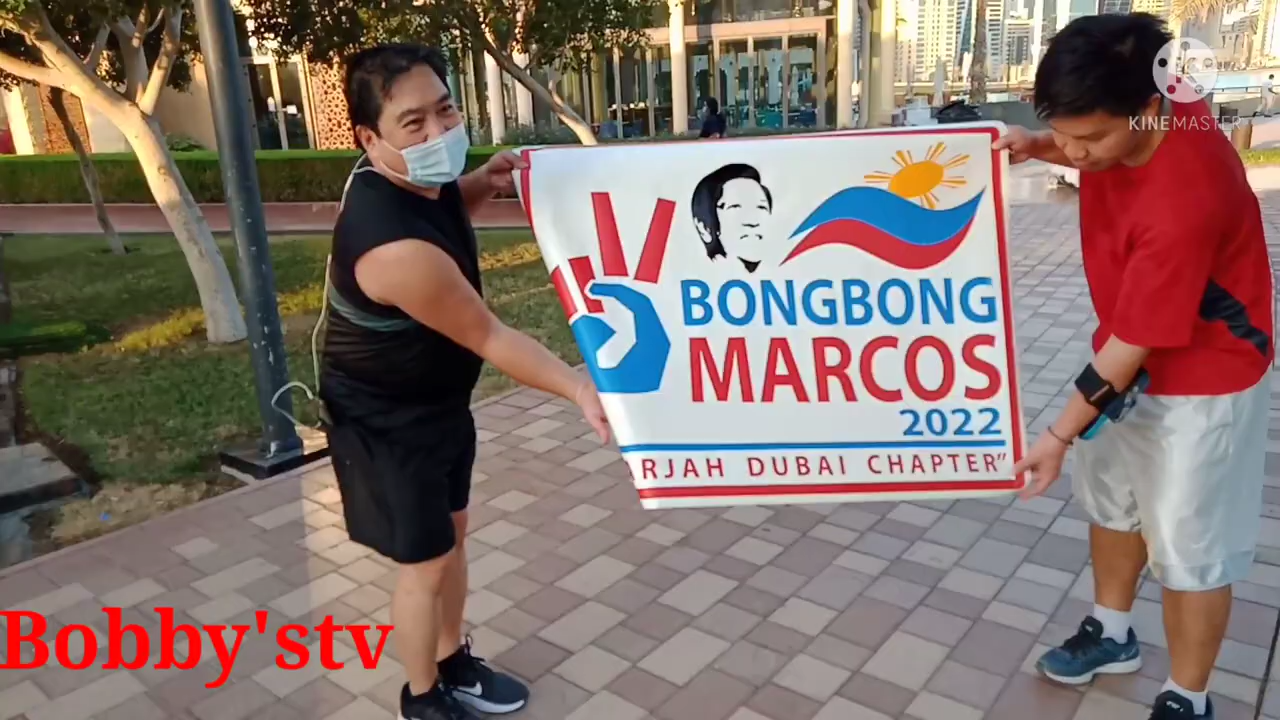 KINEMASTER
BONGBONG
MARCOS
2022
RJAH DUBAI CHAPTER"
Bobby'stv